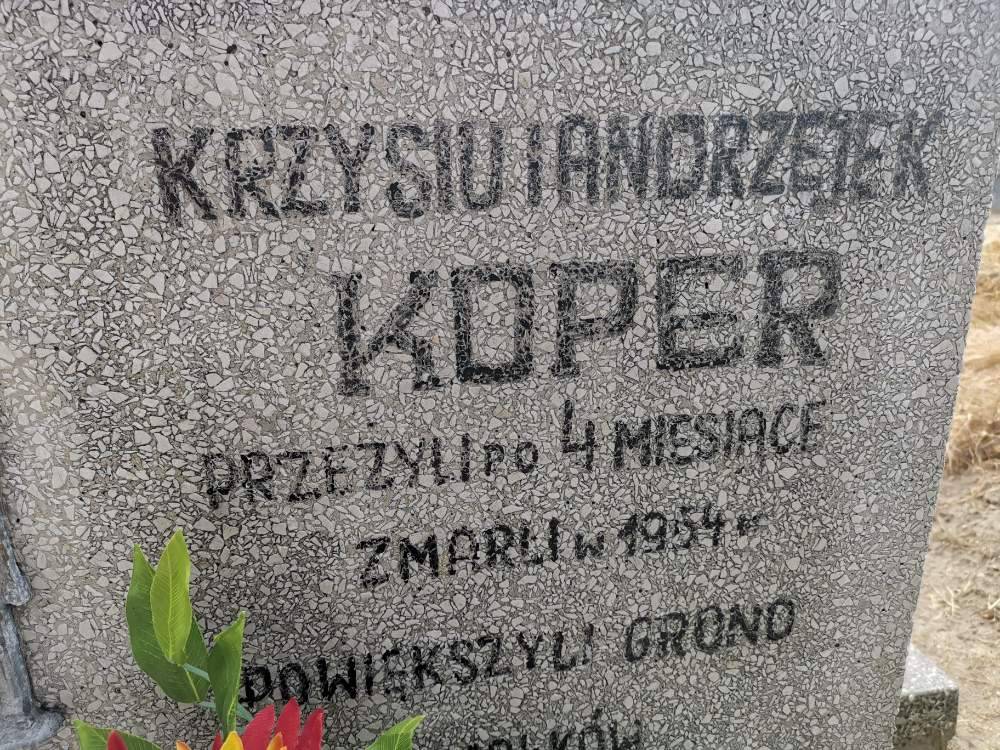 KRZYSIU i ANDRZEJEK
KOPER
PRZEŻYLI PO 4 MIESIĄCE
ZMARLI w 1954 r
POWIĘKSZYLI GRONO